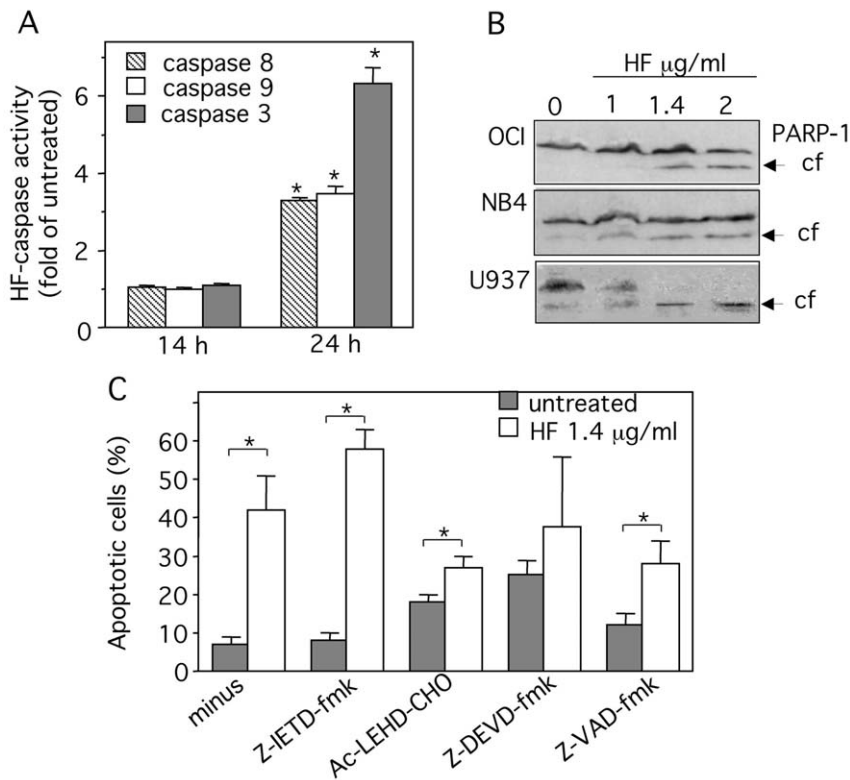 A
HF-caspase activity
(fold of untreated)
6
4
2
0
caspase 8
caspase 9
caspase 3
*
* *
14 h 24 h
B
HF μg/ml
0 1 1.4 2
OCI PARP-1
cf
NB4
cf
U937
cf
C
Apoptotic cells (%)
60
50
40
30
20
10
0
untreated
HF 1.4 μg/ml
* * * *
minus Z-IETD-fmk Ac-LEHD-CHO Z-DEVD-fmk Z-VAD-fmk